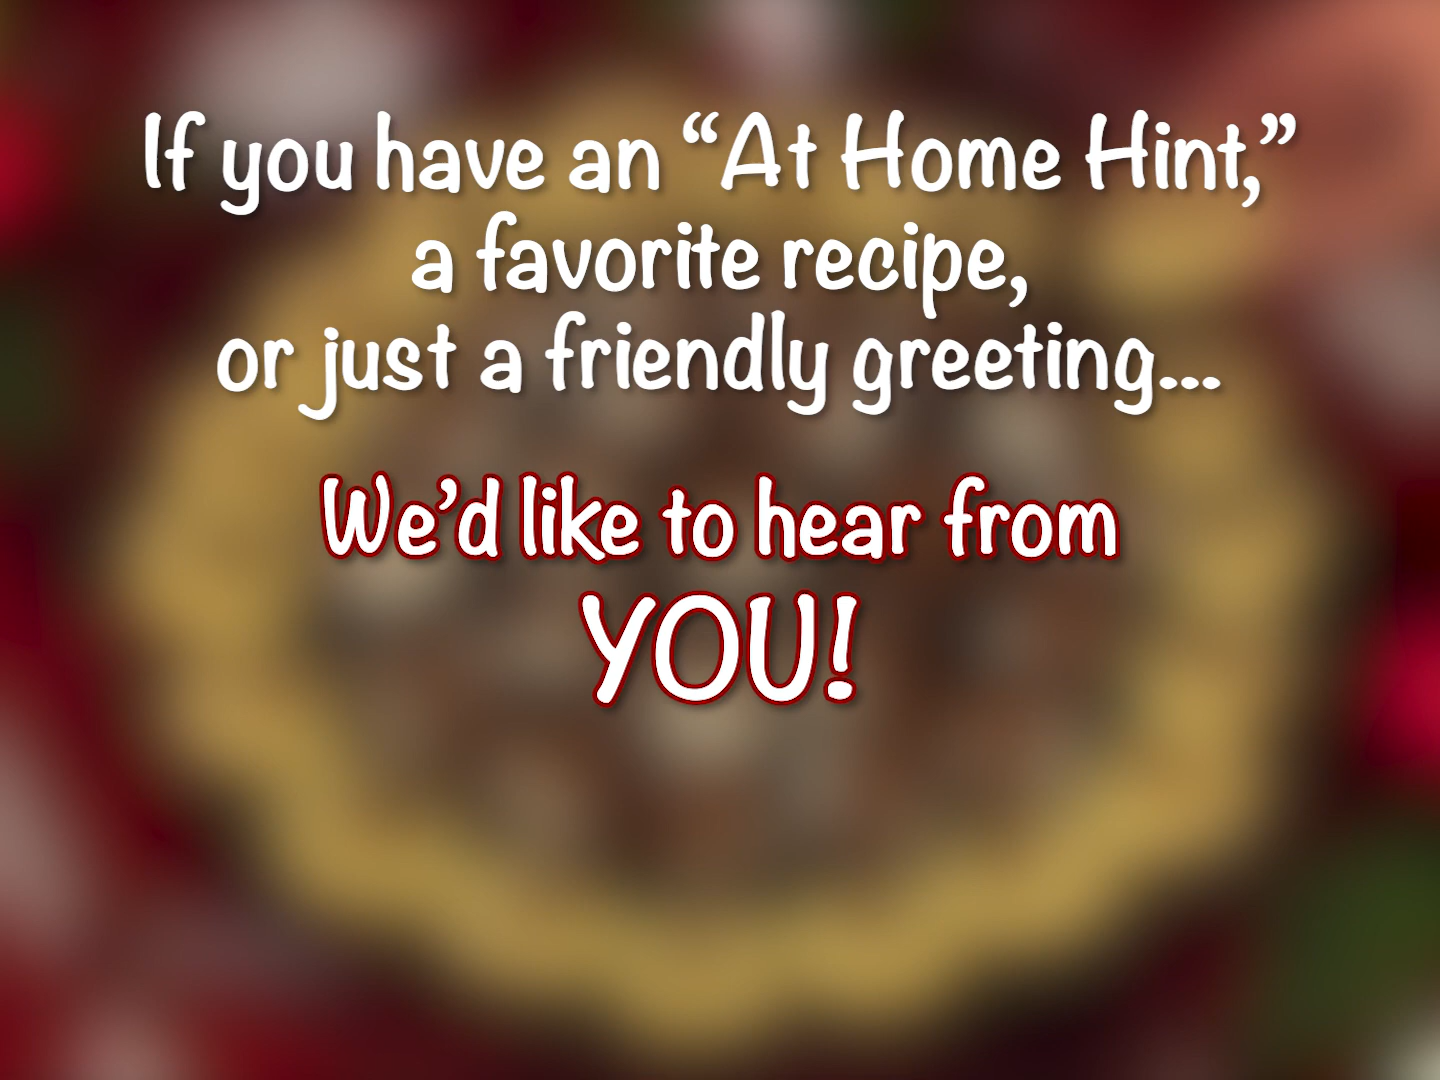 If you have an “At Home Hint,”
a favorite recipe,
or just a friendly greeting...
We’d like to hear from
YOU!